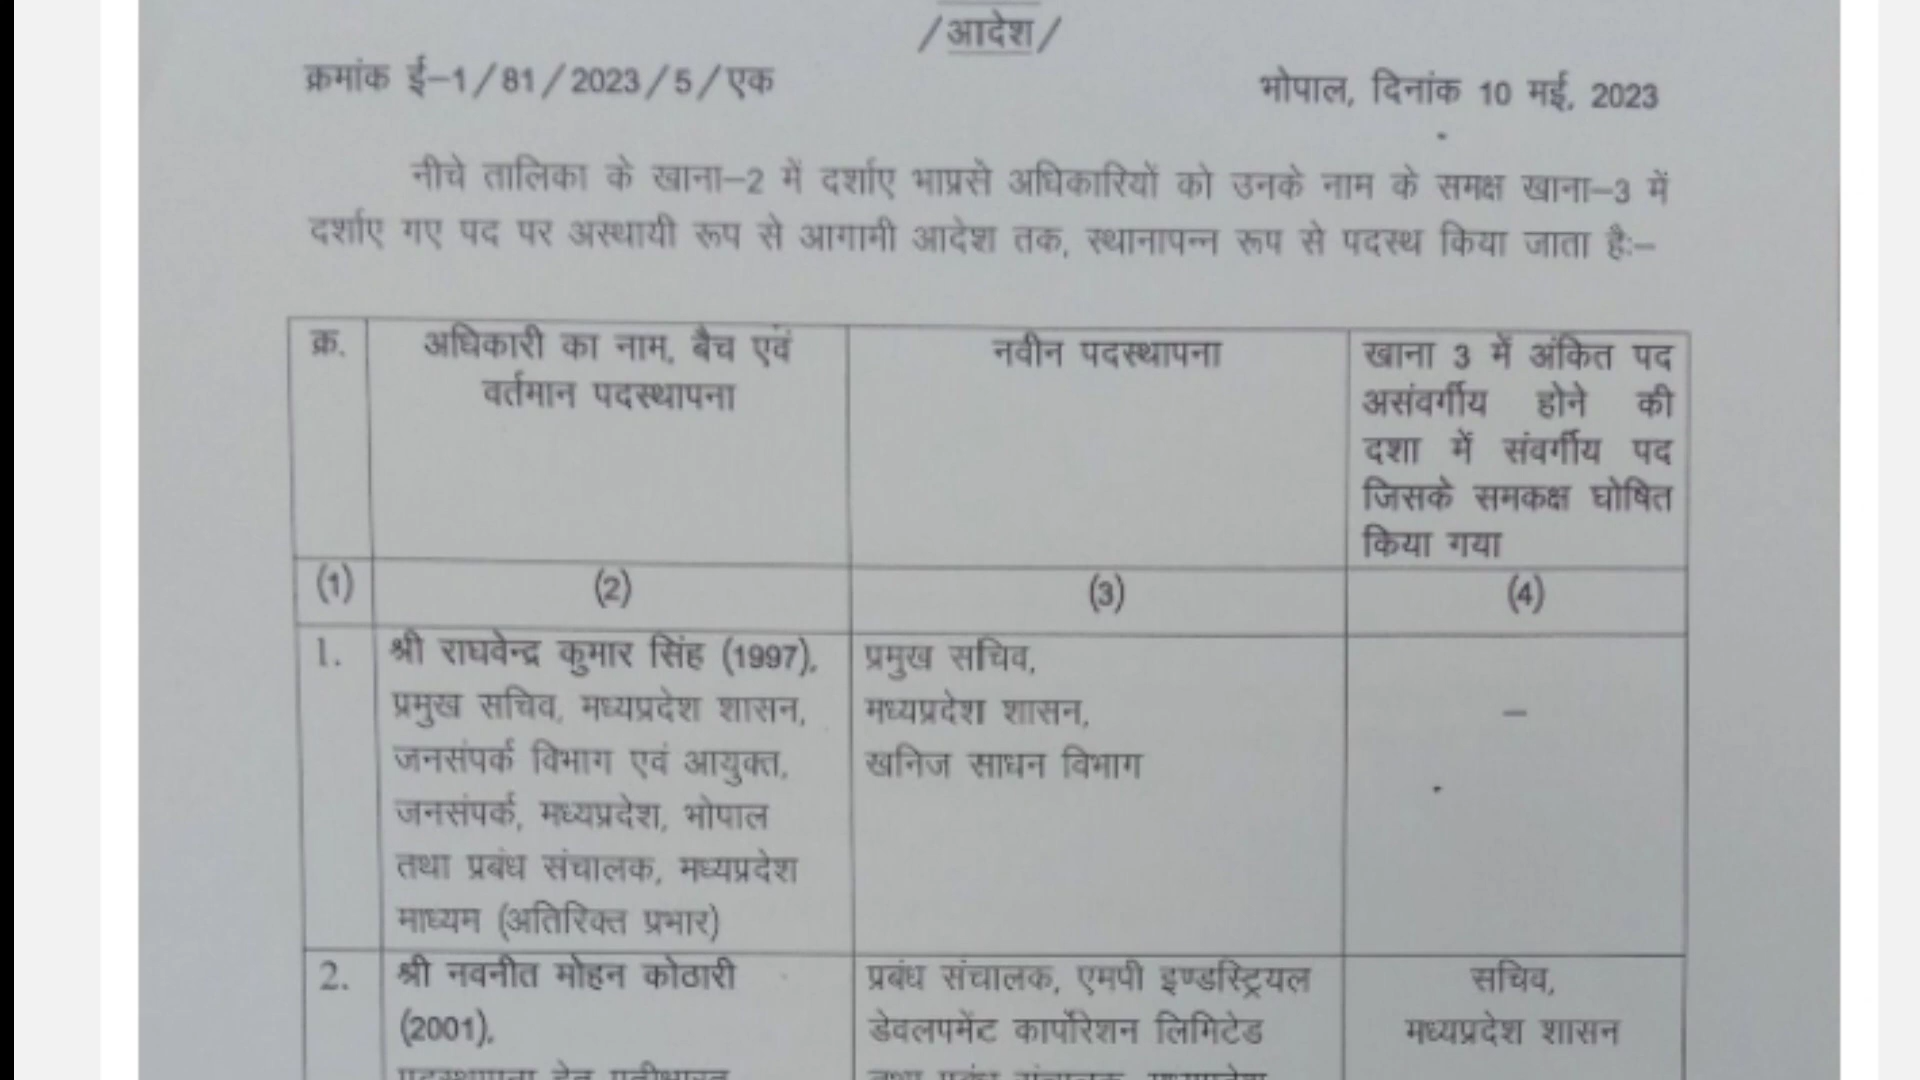 /आदेश/
क्रमांक ई–1/81/2023/5/एक
भोपाल, दिनांक 10 मई, 2023
नीचे तालिका के खाना–2 में दर्शाए भाप्रसे अधिकारियों को उनके नाम के समक्ष खाना–3 में
दर्शाए गए पद पर अस्थायी रूप से आगामी आदेश तक, स्थानापन्न रूप से पदस्थ किया जाता है:–
क्र.
अधिकारी का नाम, बैच एवं
वर्तमान पदस्थापना
नवीन पदस्थापना
खाना 3 में अंकित पद
असंवर्गीय होने की
दशा में संवर्गीय पद
जिसके समकक्ष घोषित
किया गया
(1)
(2)
(3)
(4)
1.
श्री राघवेन्द्र कुमार सिंह (1997),
प्रमुख सचिव, मध्यप्रदेश शासन,
जनसंपर्क विभाग एवं आयुक्त,
जनसंपर्क, मध्यप्रदेश, भोपाल
तथा प्रबंध संचालक, मध्यप्रदेश
माध्यम (अतिरिक्त प्रभार)
प्रमुख सचिव,
मध्यप्रदेश शासन,
खनिज साधन विभाग
–
2.
श्री नवनीत मोहन कोठारी
(2001),
प्रबंध संचालक, एमपी इण्डस्ट्रियल
डेवलपमेंट कार्पोरेशन लिमिटेड
सचिव,
मध्यप्रदेश शासन